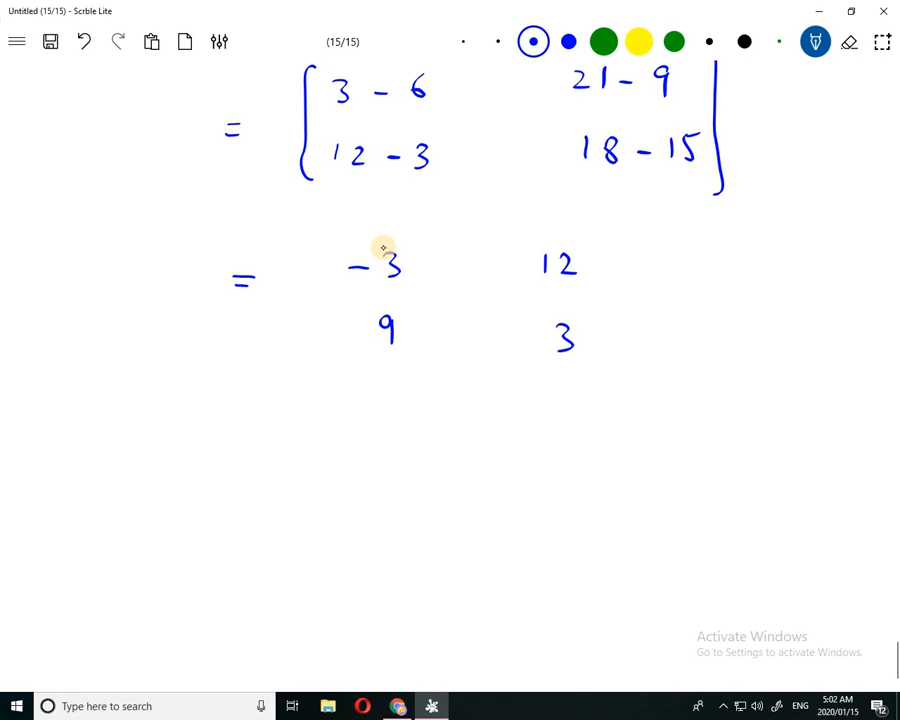 Untitled (15/15) - Scrble Lite
(15/15)
3 - 6 21 - 9
=
12 - 3 18 - 15
- 3 12
=
9 3
Activate Windows
Go to Settings to activate Windows.
Type here to search
ENG
5:02 AM
2020/01/15
12